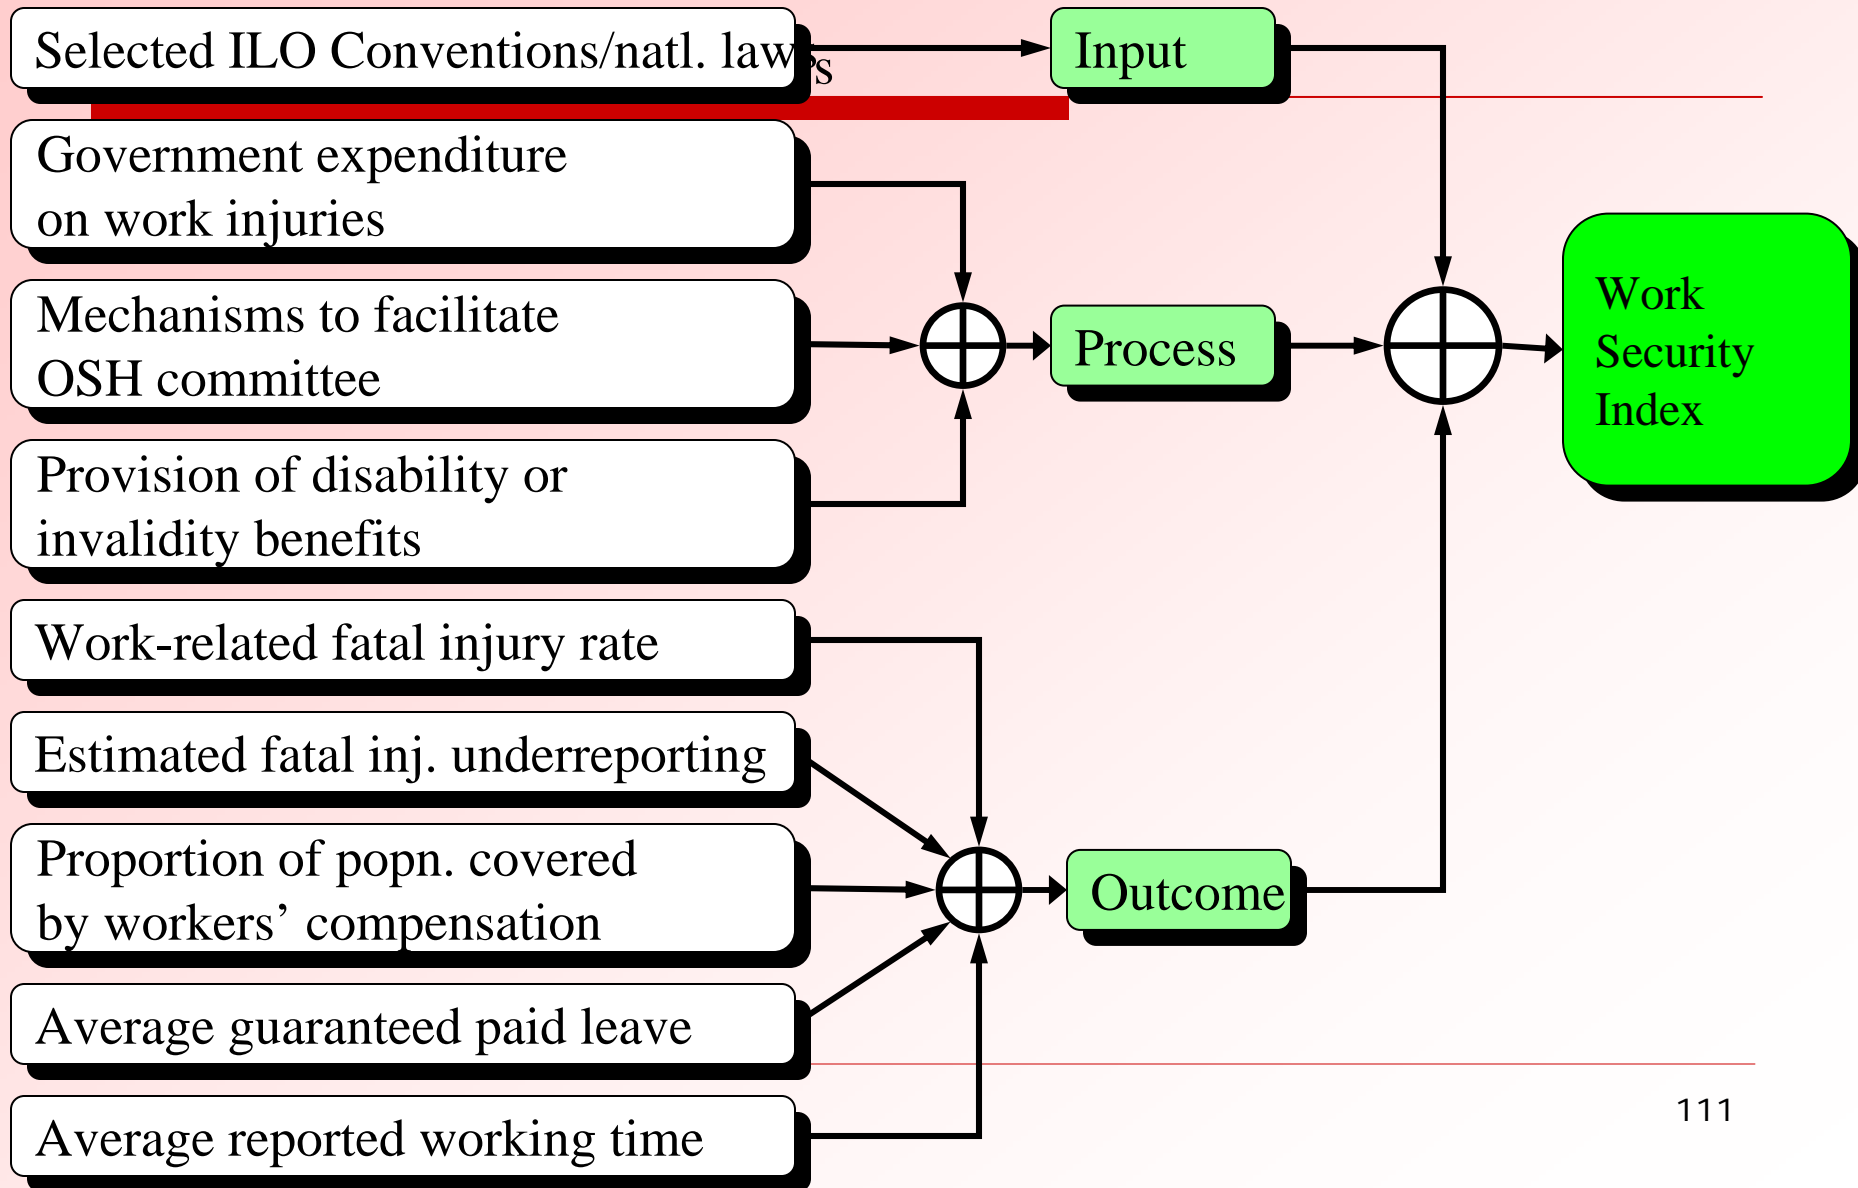 Selected ILO Conventions/natl. laws
Input
Government expenditure
on work injuries
Mechanisms to facilitate
OSH committee
Process
Work
Security
Index
Provision of disability or
invalidity benefits
Work-related fatal injury rate
Estimated fatal inj. underreporting
Proportion of popn. covered
by workers’ compensation
Outcome
Average guaranteed paid leave
Average reported working time
111